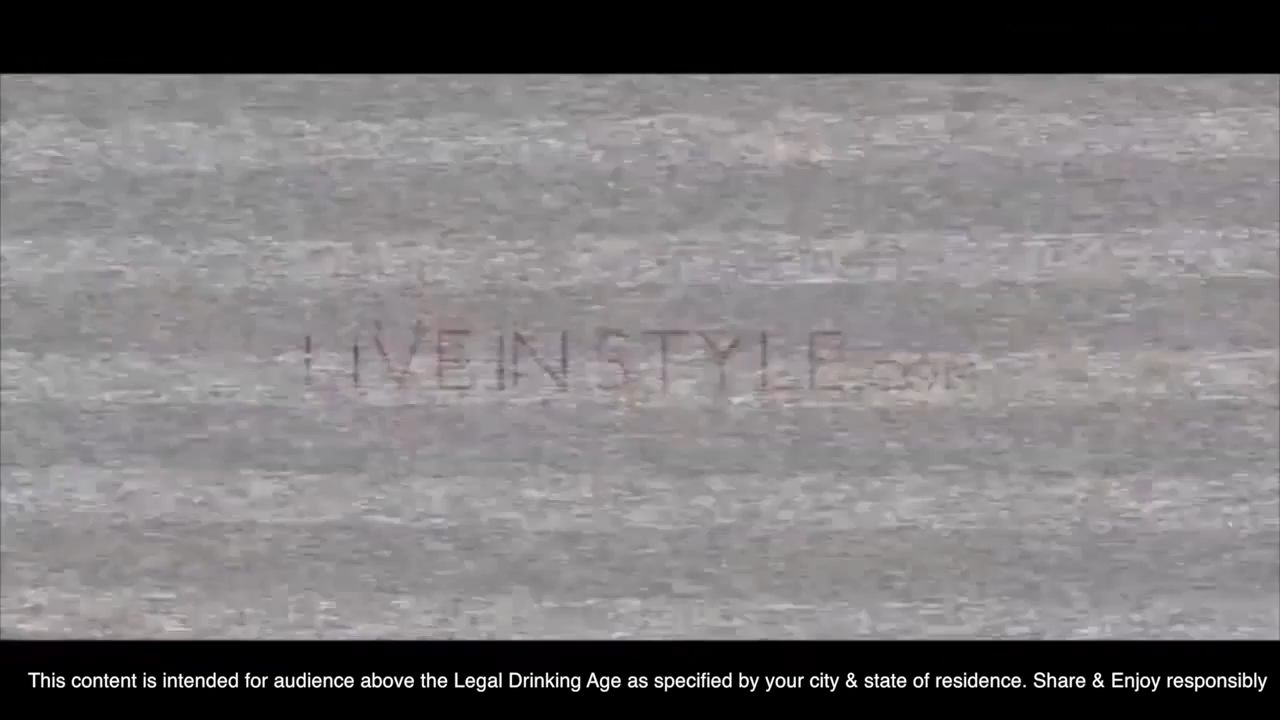 LIVEINSTYLE.COM
This content is intended for audience above the Legal Drinking Age as specified by your city & state of residence. Share & Enjoy responsibly